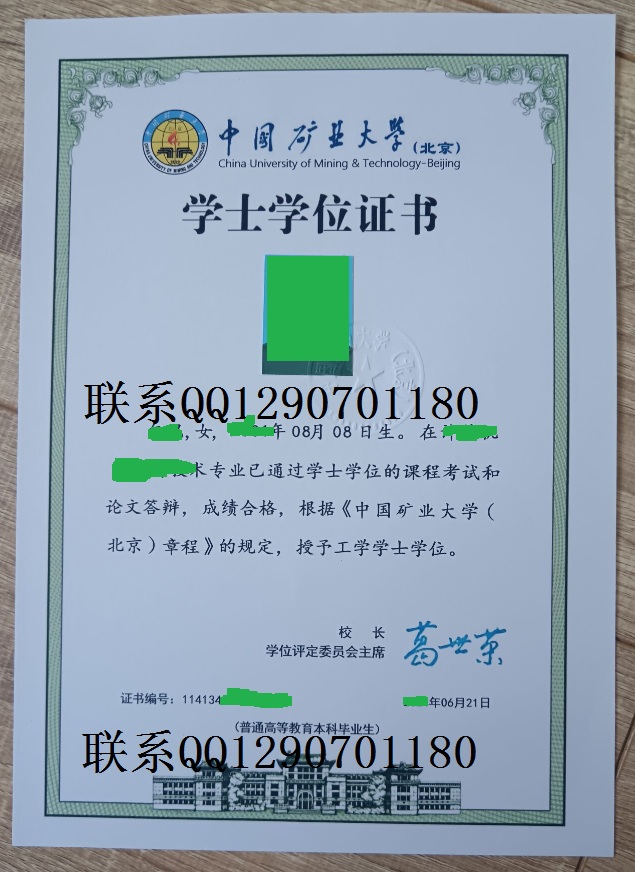 中国矿业大学(北京)
China University of Mining & Technology-Beijing
学士学位证书
联系QQ1290701180
,女, 年 08月 08日生。在
技术专业已通过学士学位的课程考试和
论文答辩,成绩合格,根据《中国矿业大学(
北京)章程》的规定,授予工学学士学位。
校 长
学位评定委员会主席
葛世荣
证书编号:114134
年06月21日
(普通高等教育本科毕业生)
联系QQ1290701180